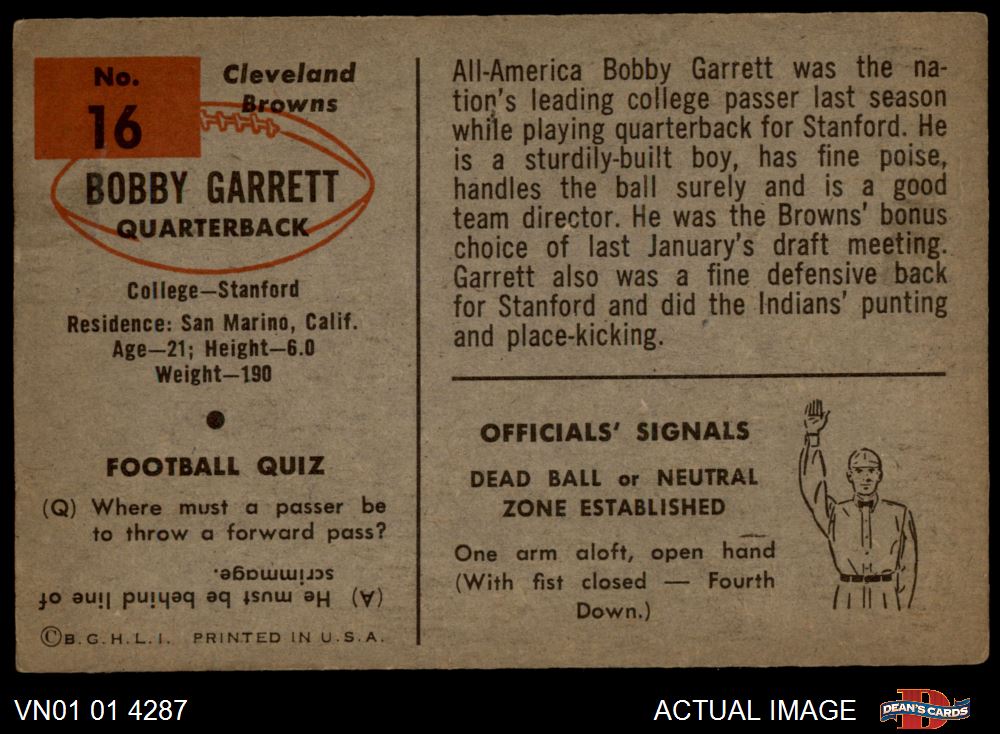 No.
16
Cleveland
Browns
BOBBY GARRETT
QUARTERBACK
College—Stanford
Residence: San Marino, Calif.
Age—21; Height—6.0
Weight—190
FOOTBALL QUIZ
(Q) Where must a passer be
to throw a forward pass?
(A) He must be behind line of
scrimmage.
©B.G.H.L.I. PRINTED IN U.S.A.
All-America Bobby Garrett was the na-
tion's leading college passer last season
while playing quarterback for Stanford. He
is a sturdily-built boy, has fine poise,
handles the ball surely and is a good
team director. He was the Browns' bonus
choice of last January's draft meeting.
Garrett also was a fine defensive back
for Stanford and did the Indians' punting
and place-kicking.
OFFICIALS' SIGNALS
DEAD BALL or NEUTRAL
ZONE ESTABLISHED
One arm aloft, open hand
(With fist closed — Fourth
Down.)
VN01 01 4287
ACTUAL IMAGE
D
DEAN'S CARDS